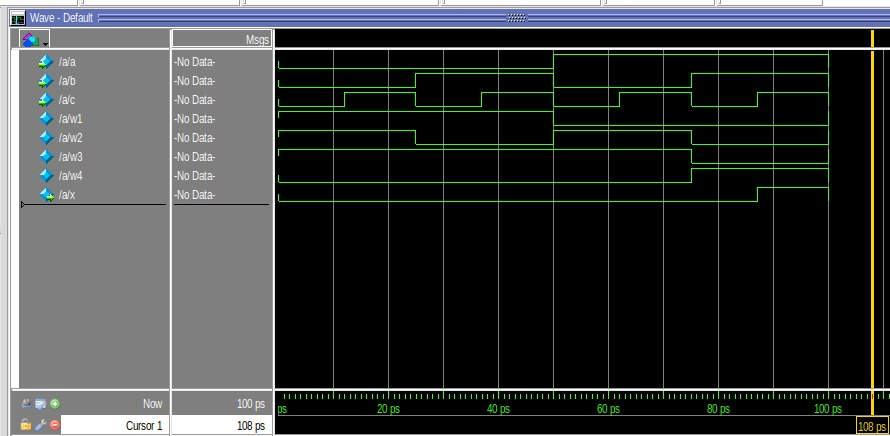 Wave - Default
Msgs
/a/a -No Data-
/a/b -No Data-
/a/c -No Data-
/a/w1 -No Data-
/a/w2 -No Data-
/a/w3 -No Data-
/a/w4 -No Data-
/a/x -No Data-
Now 100 ps ps 20 ps 40 ps 60 ps 80 ps 100 ps
Cursor 1 108 ps 108 ps